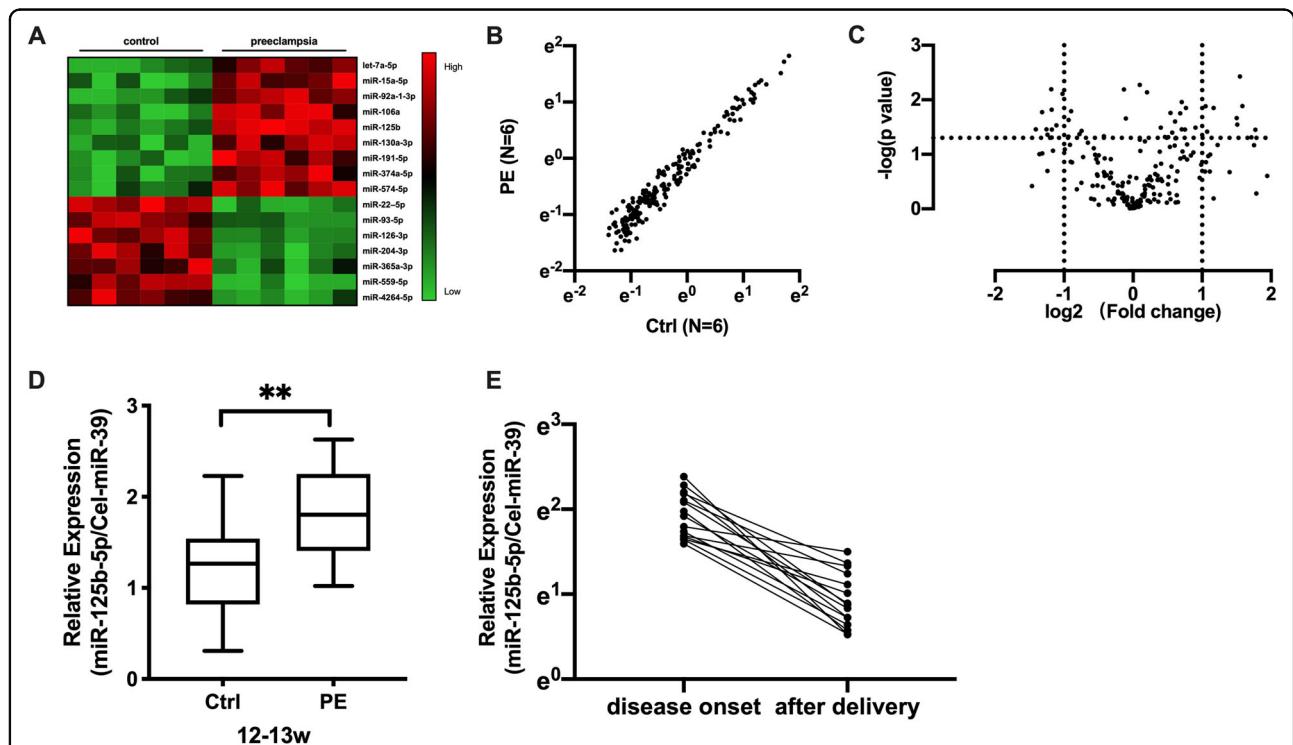 A
control
preeclampsia
let-7a-5p
miR-15a-5p
miR-92a-1-3p
miR-106a
miR-125b
miR-130a-3p
miR-191-5p
miR-374a-5p
miR-574-5p
miR-22–5p
miR-93-5p
miR-126-3p
miR-204-3p
miR-365a-3p
miR-559-5p
miR-4264-5p
High
Low
B
PE (N=6)
e2
e1
e0
e-1
e-2
e-2
e-1
e0
e1
e2
Ctrl (N=6)
C
-log(p value)
3
2
1
0
-2
-1
0
1
2
log2 （Fold change)
D
Relative Expression
(miR-125b-5p/Cel-miR-39)
3
2
1
0
**
Ctrl
PE
12-13w
E
Relative Expression
(miR-125b-5p/Cel-miR-39)
e3
e2
e1
e0
disease onset
after delivery